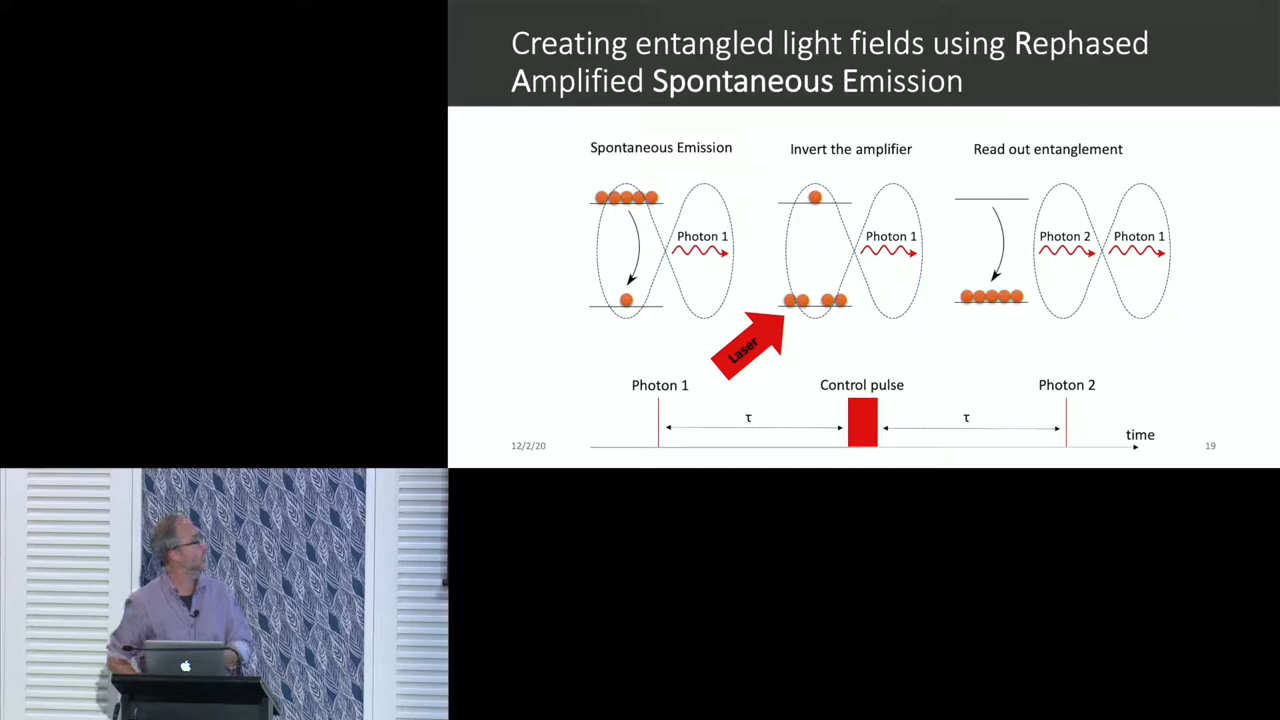 Creating entangled light fields using Rephased
Amplified Spontaneous Emission
Spontaneous Emission
Invert the amplifier
Read out entanglement
Photon 1
Photon 1
Photon 2
Photon 1
Laser
Photon 1
Control pulse
Photon 2
τ
τ
time
12/2/20
19